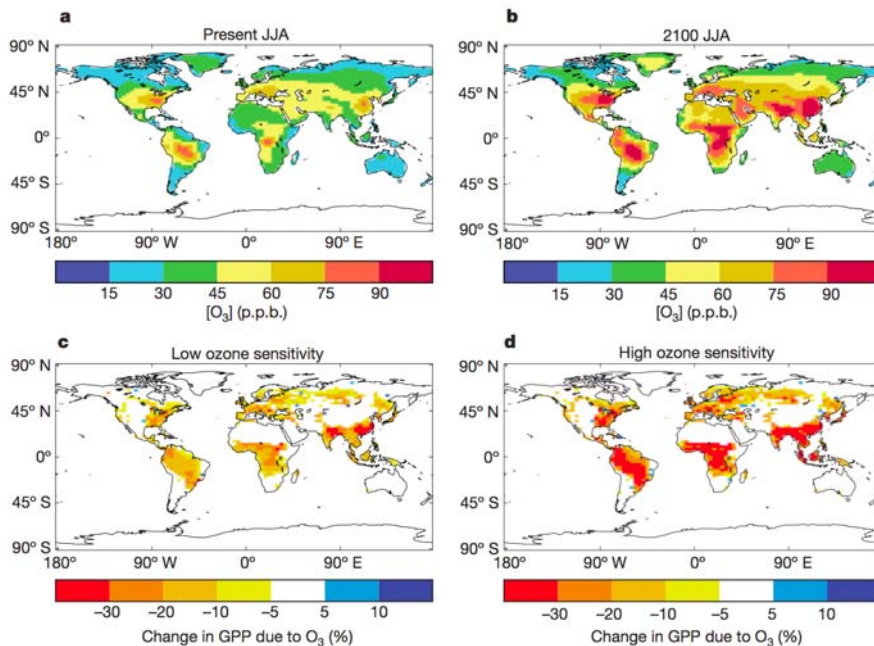 a
Present JJA
90° N
45° N
0°
45° S
90° S
180°
90° W
0°
90° E
15
30
45
60
75
90
[O₃] (p.p.b.)
b
2100 JJA
90° N
45° N
0°
45° S
90° S
180°
90° W
0°
90° E
15
30
45
60
75
90
[O₃] (p.p.b.)
c
Low ozone sensitivity
90° N
45° N
0°
45° S
90° S
180°
90° W
0°
90° E
–30
–20
–10
–5
5
10
Change in GPP due to O₃ (%)
d
High ozone sensitivity
90° N
45° N
0°
45° S
90° S
180°
90° W
0°
90° E
–30
–20
–10
–5
5
10
Change in GPP due to O₃ (%)